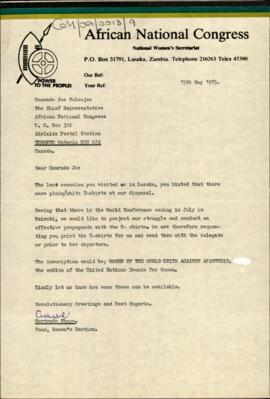 COM/00/0013/9
African National Congress
National Women's Secretariat
P.O. Box 31791, Lusaka, Zambia. Telephone 216263 Telex 45390
POWER TO THE PEOPLE!
Our Ref:
Your Ref:
15th May 1985.
Comrade Joe
The Chief Representative
African National Congress
P. O. Box 302
Adelaide Postal Station
TORONTO Ontario
Canada.
Dear Comrade Joe
The last occasion you visited me in Lusaka, you hinted that there
were plain/white T-shirts at our disposal.
Seeing that there is the World Conference coming in July in
Nairobi, we would like to project our struggle and conduct an
effective propaganda with the T- shirts. We are therefore reques-
ting you print the T-shirts for us and send them with the delegate
or prior to her departure.
The inscription would be; WOMEN OF THE WORLD UNITE AGAINST APARTHEID,
the emblem of the United Nations Decade for Women.
Kindly let us know how soon these can be available.
Revolutionary Greetings and Best Regards.
Gertrude Shope.
Head, Women's Section.